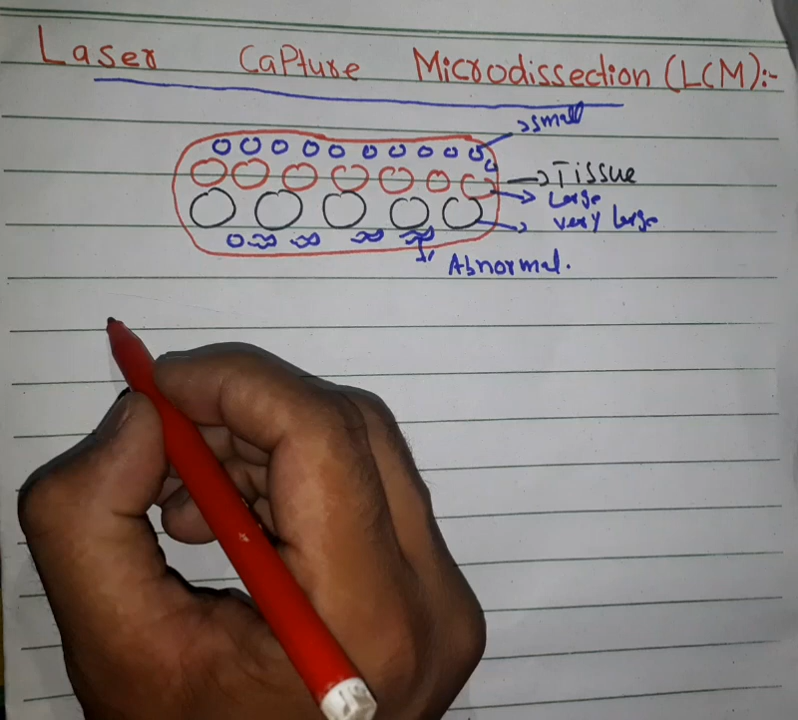 Laser Capture Microdissection (LCM):-
small
Tissue
Large
very large
Abnormal.